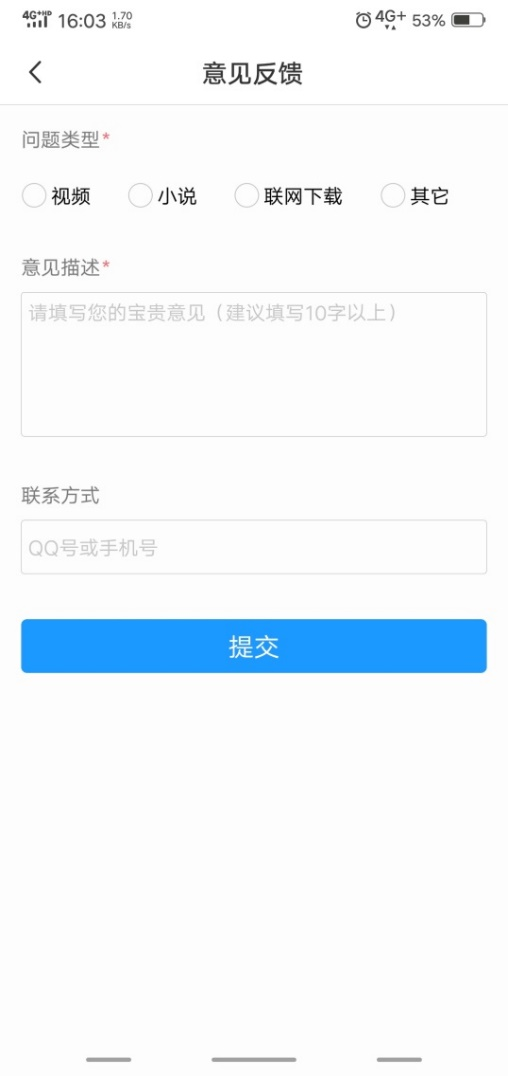 4G+HD 16:03 1.70 KB/s 4G+ 53%
意见反馈
问题类型*
视频 小说 联网下载 其它
意见描述*
请填写您的宝贵意见（建议填写10字以上）
联系方式
QQ号或手机号
提交